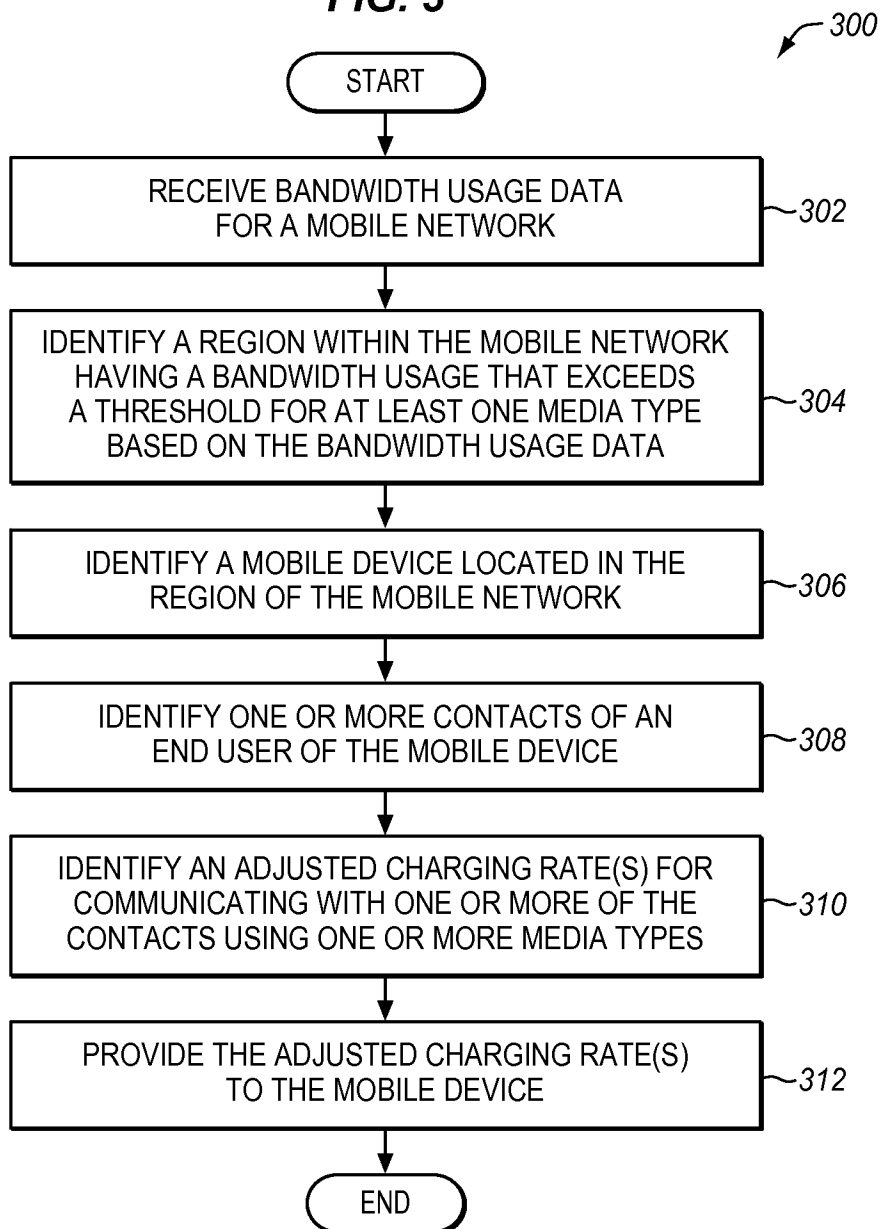 FIG. 3
300
START
RECEIVE BANDWIDTH USAGE DATA
FOR A MOBILE NETWORK
302
IDENTIFY A REGION WITHIN THE MOBILE NETWORK
HAVING A BANDWIDTH USAGE THAT EXCEEDS
A THRESHOLD FOR AT LEAST ONE MEDIA TYPE
BASED ON THE BANDWIDTH USAGE DATA
304
IDENTIFY A MOBILE DEVICE LOCATED IN THE
REGION OF THE MOBILE NETWORK
306
IDENTIFY ONE OR MORE CONTACTS OF AN
END USER OF THE MOBILE DEVICE
308
IDENTIFY AN ADJUSTED CHARGING RATE(S) FOR
COMMUNICATING WITH ONE OR MORE OF THE
CONTACTS USING ONE OR MORE MEDIA TYPES
310
PROVIDE THE ADJUSTED CHARGING RATE(S)
TO THE MOBILE DEVICE
312
END